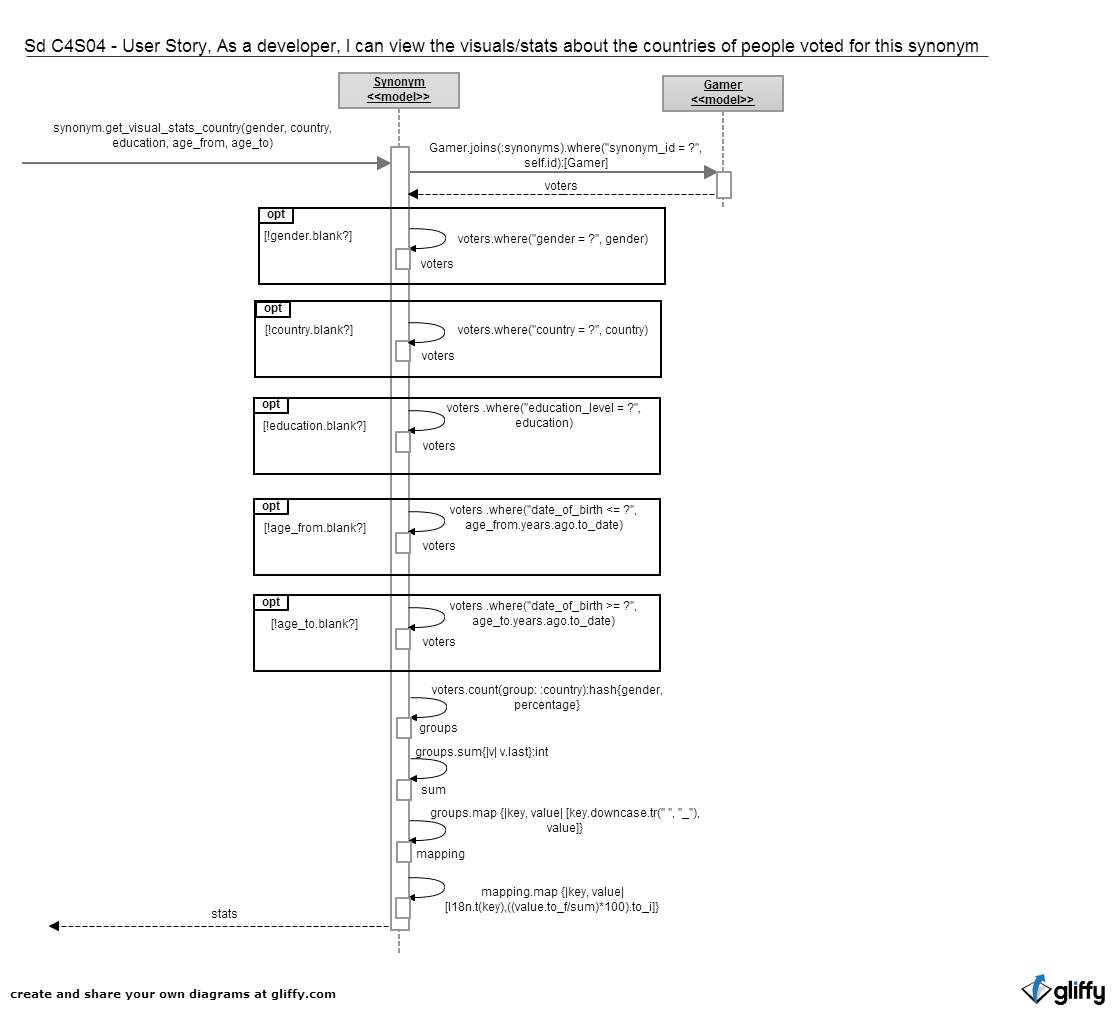 Sd C4S04 - User Story, As a developer, I can view the visuals/stats about the countries of people voted for this synonym
Synonym
<<model>>
Gamer
<<model>>
synonym.get_visual_stats_country(gender, country,
education, age_from, age_to)
Gamer.joins(:synonyms).where("synonym_id = ?",
self.id):[Gamer]
voters
opt
[!gender.blank?]
voters.where("gender = ?", gender)
voters
opt
[!country.blank?]
voters.where("country = ?", country)
voters
opt
[!education.blank?]
voters .where("education_level = ?",
education)
voters
opt
[!age_from.blank?]
voters .where("date_of_birth <= ?",
age_from.years.ago.to_date)
voters
opt
[!age_to.blank?]
voters .where("date_of_birth >= ?",
age_to.years.ago.to_date)
voters
voters.count(group: :country):hash{gender,
percentage}
groups
groups.sum{|v| v.last}:int
sum
groups.map {|key, value| [key.downcase.tr(" ", "_"),
value]}
mapping
mapping.map {|key, value|
[I18n.t(key),((value.to_f/sum)*100).to_i]}
stats
create and share your own diagrams at gliffy.com
gliffy